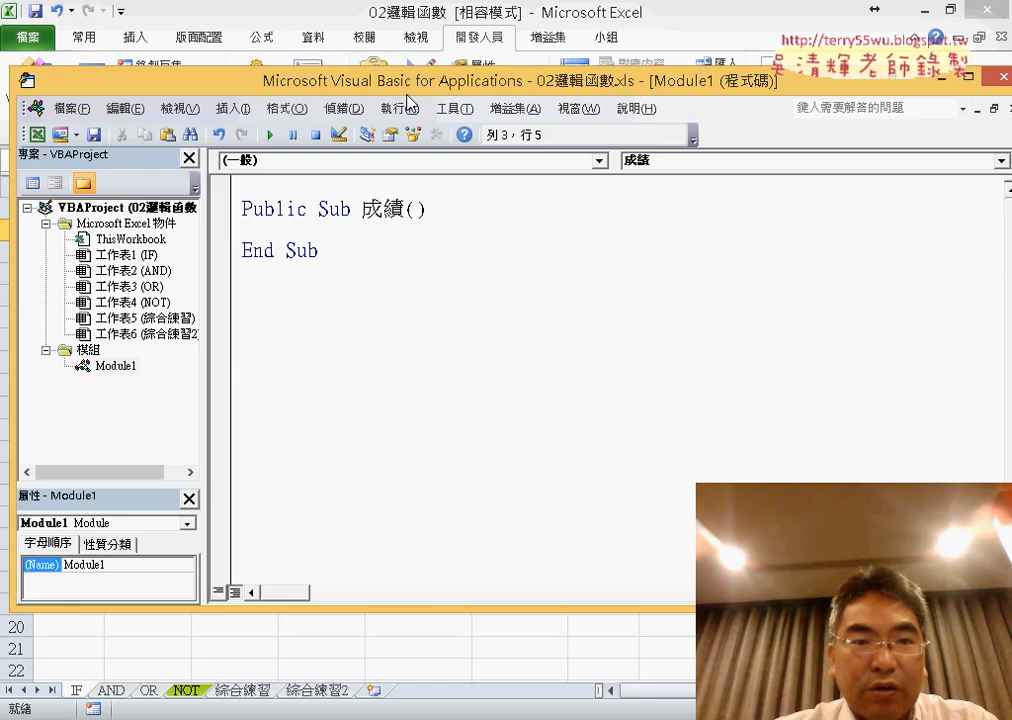 02邏輯函數 [相容模式] - Microsoft Excel
檔案 常用 插入 版面配置 公式 資料 校閱 檢視 開發人員 增益集 小組
http://terry55wu.blogspot.tw
吳清輝老師錄製
Microsoft Visual Basic for Applications - 02邏輯函數.xls - [Module1 (程式碼)]
檔案(F) 編輯(E) 檢視(V) 插入(I) 格式(O) 偵錯(D) 執行 工具(T) 增益集(A) 視窗(W) 說明(H) 鍵入需要解答的問題
列 3, 行 5
專案 - VBAProject
(一般) 成績
VBAProject (02邏輯函數
Microsoft Excel 物件
ThisWorkbook
工作表1 (IF)
工作表2 (AND)
工作表3 (OR)
工作表4 (NOT)
工作表5 (綜合練習)
工作表6 (綜合練習2)
模組
Module1
Public Sub 成績()
End Sub
屬性 - Module1
Module1 Module
字母順序 性質分類
(Name) Module1
20
21
22
IF AND OR NOT 綜合練習 綜合練習2
就緒